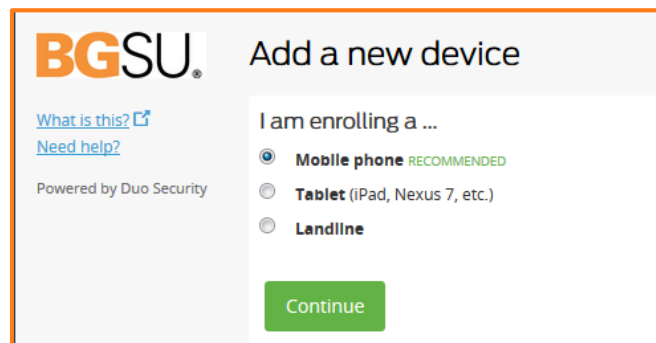 BGSU®
Add a new device
What is this?
Need help?
Powered by Duo Security
I am enrolling a ...
Mobile phone RECOMMENDED
Tablet (iPad, Nexus 7, etc.)
Landline
Continue